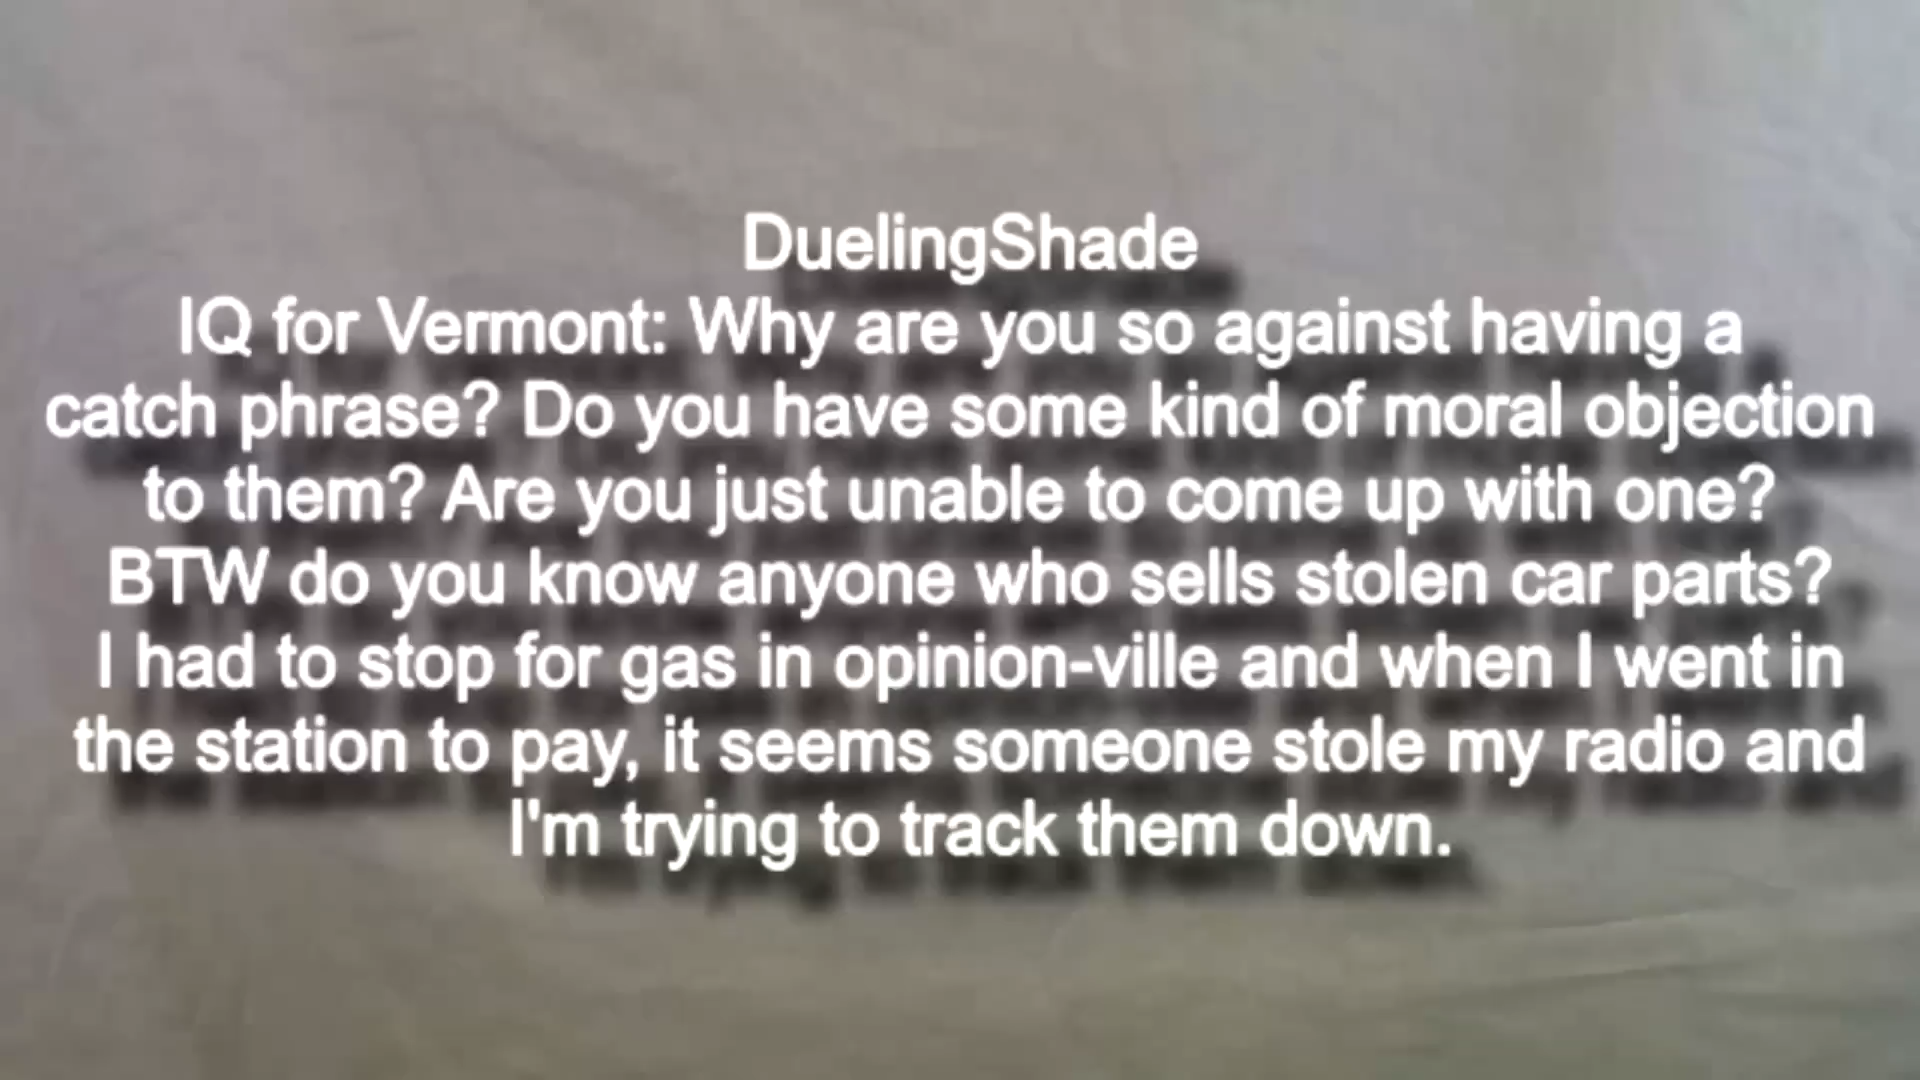 DuelingShade
IQ for Vermont: Why are you so against having a
catch phrase? Do you have some kind of moral objection
to them? Are you just unable to come up with one?
BTW do you know anyone who sells stolen car parts?
I had to stop for gas in opinion-ville and when I went in
the station to pay, it seems someone stole my radio and
I'm trying to track them down.